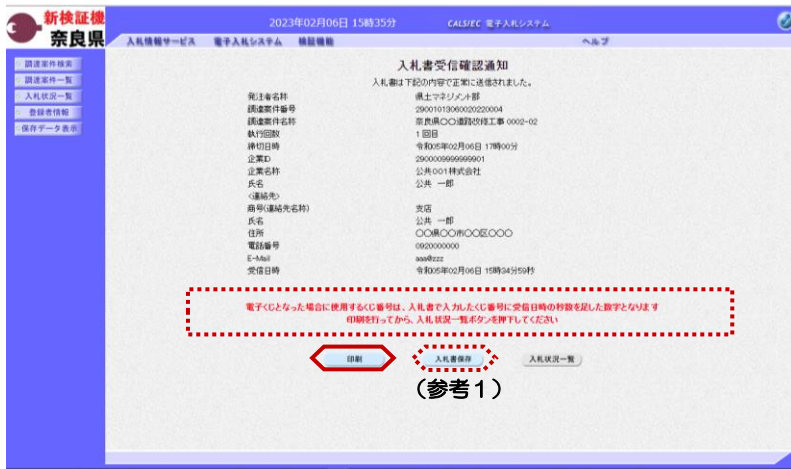 新検証機
奈良県
2023年02月06日 15時35分
CALS/EC 電子入札システム
入札情報サービス 電子入札システム 検証機能 ヘルプ
調達案件検索
調達案件一覧
入札状況一覧
登録者情報
保存データ表示
入札書受信確認通知
入札書は下記の内容で正常に送信されました。
発注者名称 県土マネジメント部
調達案件番号 29001013060020220004
調達案件名称 奈良県〇〇道路改修工事 0002-02
執行回数 1 回目
締切日時 令和05年02月06日 17時00分
企業ID 2900009999999901
企業名称 公共001株式会社
氏名 公共 一郎
<連絡先>
商号(連絡先名称) 支店
氏名 公共 一郎
住所 〇〇県〇〇市〇〇区〇〇〇
電話番号 0920000000
E-Mail aaa@zzz
受信日時 令和05年02月06日 15時34分59秒
電子くじとなった場合に使用するくじ番号は、入札書で入力したくじ番号に受信日時の秒数を足した数字となります
印刷を行ってから、入札状況一覧ボタンを押下してください
印刷 入札書保存 入札状況一覧
(参考1)